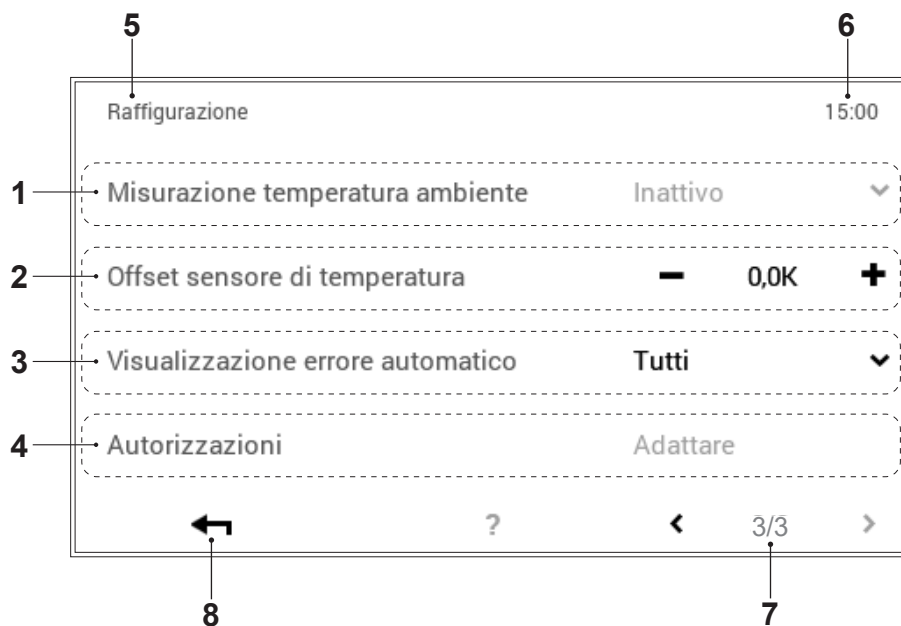 5 6
Raffigurazione 15:00
1 Misurazione temperatura ambiente Inattivo
2 Offset sensore di temperatura − 0,0K +
3 Visualizzazione errore automatico Tutti
4 Autorizzazioni Adattare
? < 3/3 >
8 7